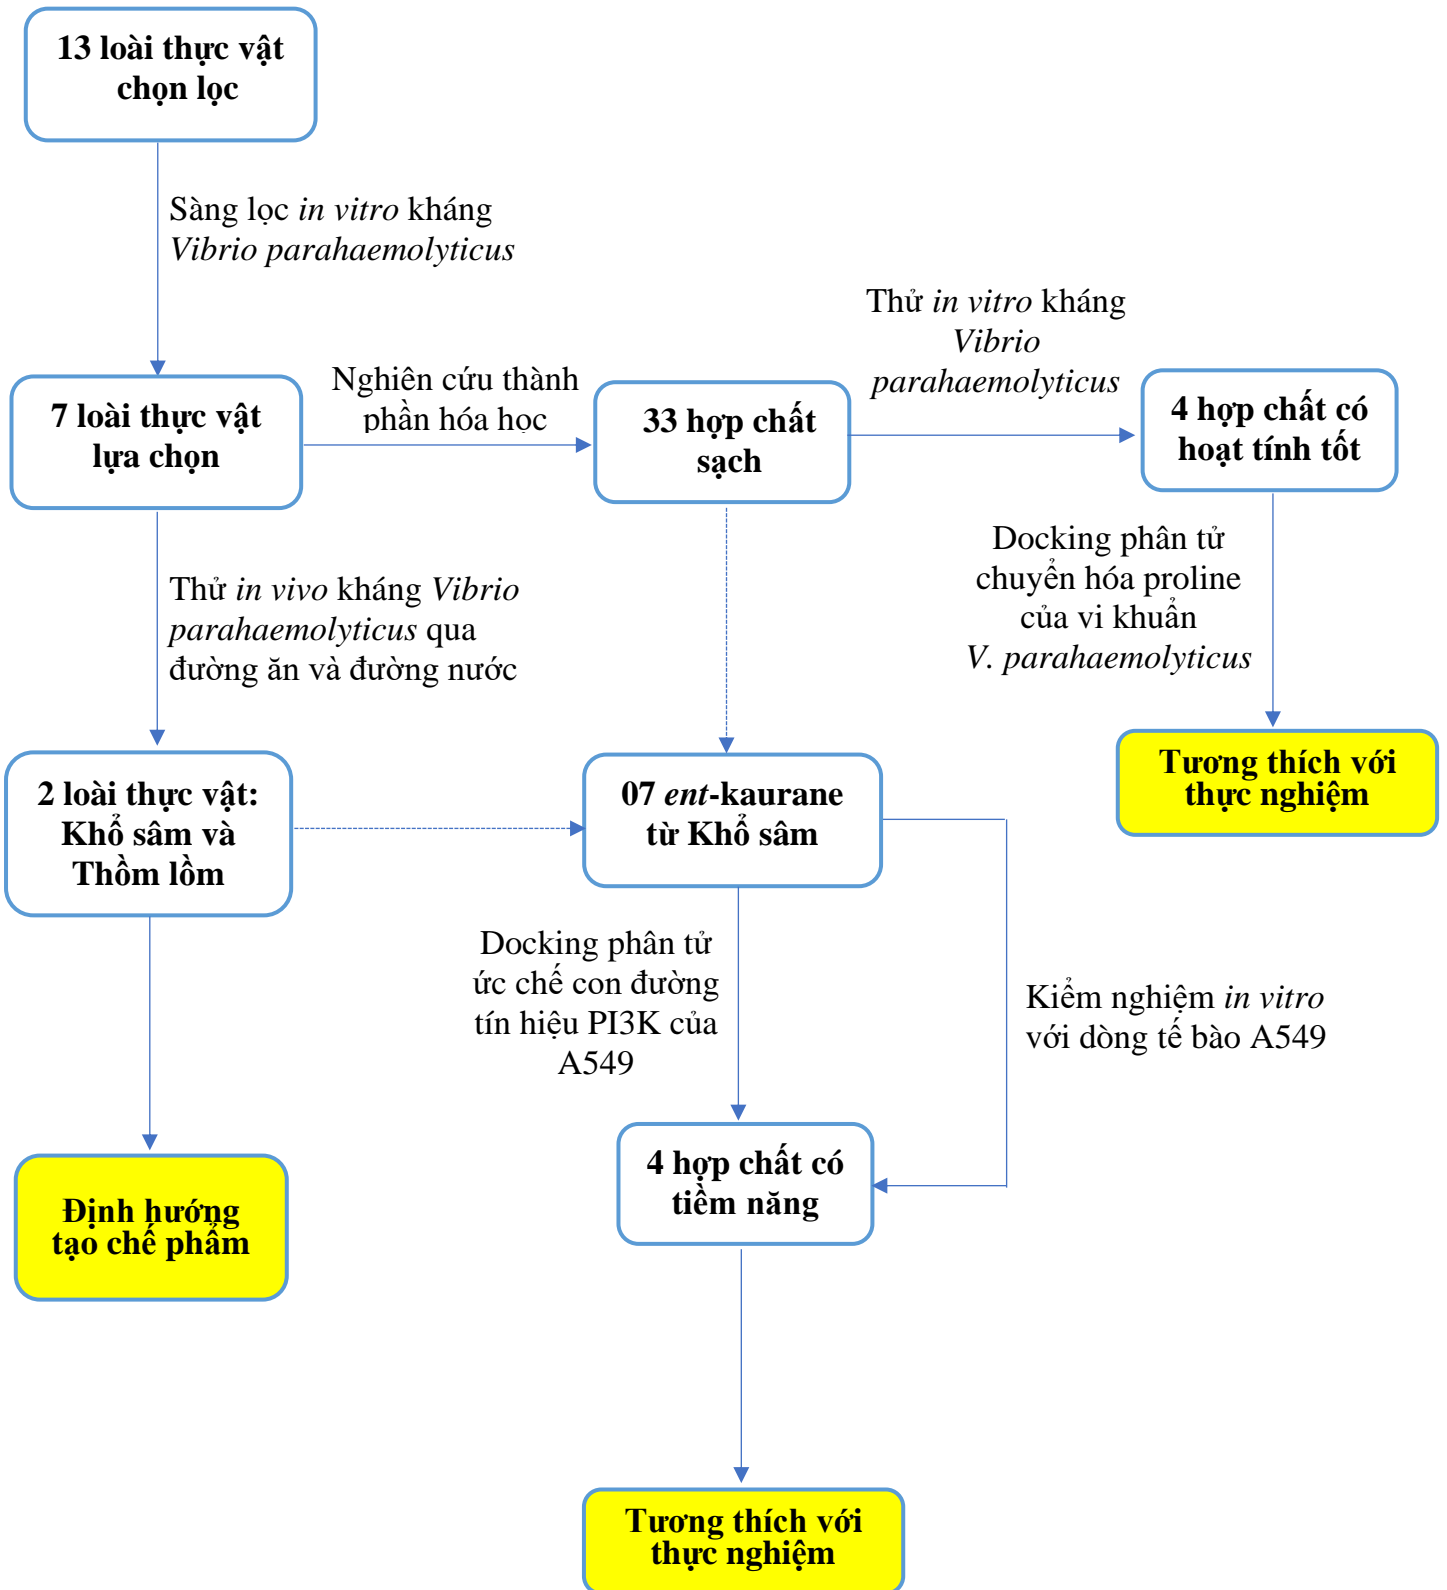 13 loài thực vật
chọn lọc
Sàng lọc in vitro kháng
Vibrio parahaemolyticus
Thử in vitro kháng
Vibrio
parahaemolyticus
7 loài thực vật
lựa chọn
Nghiên cứu thành
phần hóa học
33 hợp chất
sạch
4 hợp chất có
hoạt tính tốt
Thử in vivo kháng Vibrio
parahaemolyticus qua
đường ăn và đường nước
Docking phân tử
chuyển hóa proline
của vi khuẩn
V. parahaemolyticus
2 loài thực vật:
Khổ sâm và
Thồm lồm
07 ent-kaurane
từ Khổ sâm
Tương thích với
thực nghiệm
Docking phân tử
ức chế con đường
tín hiệu PI3K của
A549
Kiểm nghiệm in vitro
với dòng tế bào A549
4 hợp chất có
tiềm năng
Định hướng
tạo chế phẩm
Tương thích với
thực nghiệm